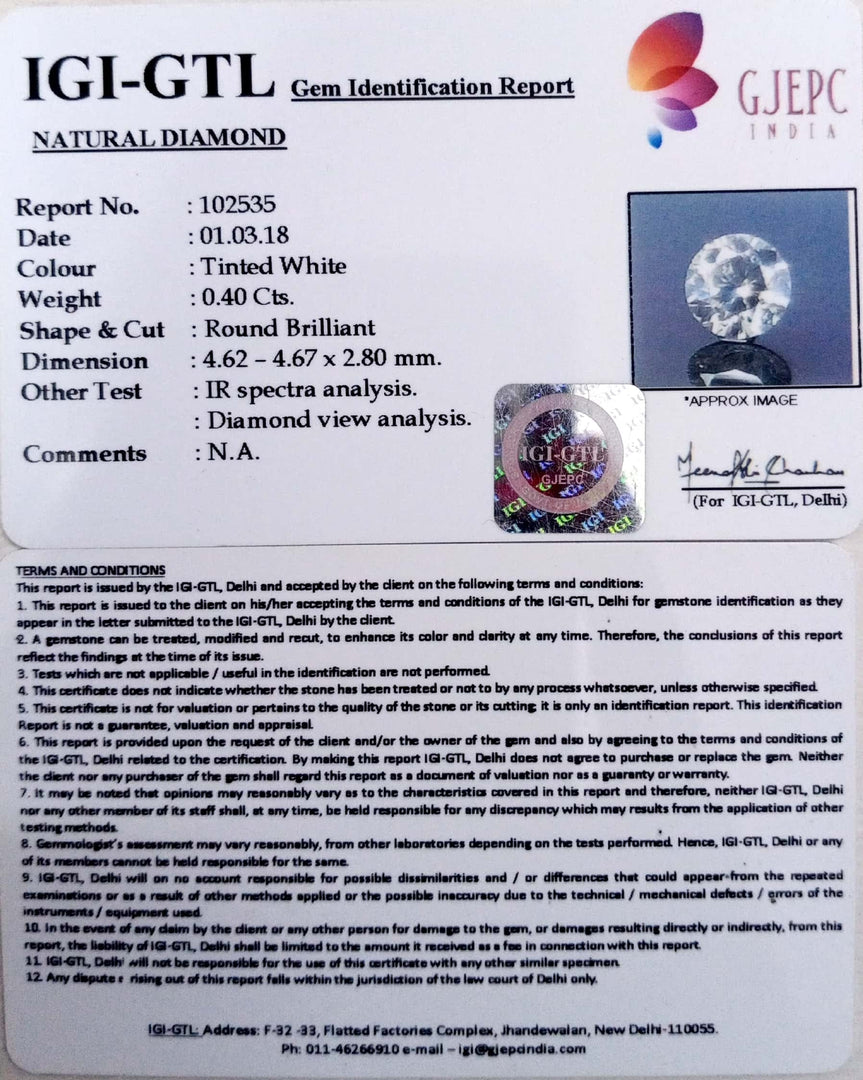 IGI-GTL Gem Identification Report
GJEPC
INDIA
NATURAL DIAMOND
Report No. : 102535
Date : 01.03.18
Colour : Tinted White
Weight : 0.40 Cts.
Shape & Cut : Round Brilliant
Dimension : 4.62 – 4.67 x 2.80 mm.
Other Test : IR spectra analysis.
: Diamond view analysis.
Comments : N.A.
*APPROX IMAGE
IGI-GTL
GJEPC
(For IGI-GTL, Delhi)
TERMS AND CONDITIONS
This report is issued by the IGI-GTL, Delhi and accepted by the client on the following terms and conditions:
1. This report is issued to the client on his/her accepting the terms and conditions of the IGI-GTL, Delhi for gemstone identification as they
appear in the letter submitted to the IGI-GTL, Delhi by the client.
2. A gemstone can be treated, modified and recut, to enhance its color and clarity at any time. Therefore, the conclusions of this report
reflect the findings at the time of its issue.
3. Tests which are not applicable / useful in the identification are not performed.
4. This certificate does not indicate whether the stone has been treated or not to by any process whatsoever, unless otherwise specified.
5. This certificate is not for valuation or pertains to the quality of the stone or its cutting it is only an identification report. This identification
Report is not a guarantee, valuation and appraisal.
6. This report is provided upon the request of the client and/or the owner of the gem and also by agreeing to the terms and conditions of
the IGI-GTL, Delhi related to the certification. By making this report IGI-GTL, Delhi does not agree to purchase or replace the gem. Neither
the client nor any purchaser of the gem shall regard this report as a document of valuation nor as a guaranty or warranty.
7. It may be noted that opinions may reasonably vary as to the characteristics covered in this report and therefore, neither IGI-GTL, Delhi
nor any other member of its staff shall, at any time, be held responsible for any discrepancy which may results from the application of other
testing methods.
8. Gemmologist's assessment may vary reasonably, from other laboratories depending on the tests performed. Hence, IGI-GTL, Delhi or any
of its members cannot be held responsible for the same.
9. IGI-GTL, Delhi will on no account responsible for possible dissimilarities and / or differences that could appear from the repeated
examinations or as a result of other methods applied or the possible inaccuracy due to the technical / mechanical defects / errors of the
instruments / equipment used.
10. In the event of any claim by the client or any other person for damage to the gem, or damages resulting directly or indirectly, from this
report, the liability of IGI-GTL, Delhi shall be limited to the amount it received as a fee in connection with this report.
11. IGI-GTL, Delhi will not be responsible for the use of this certificate with any other similar specimen.
12. Any dispute rising out of this report falls within the jurisdiction of the law court of Delhi only.
IGI-GTL: Address: F-32 -33, Flatted Factories Complex, Jhandewalan, New Delhi-110055.
Ph: 011-46266910 e-mail – igi@gjepcindia.com